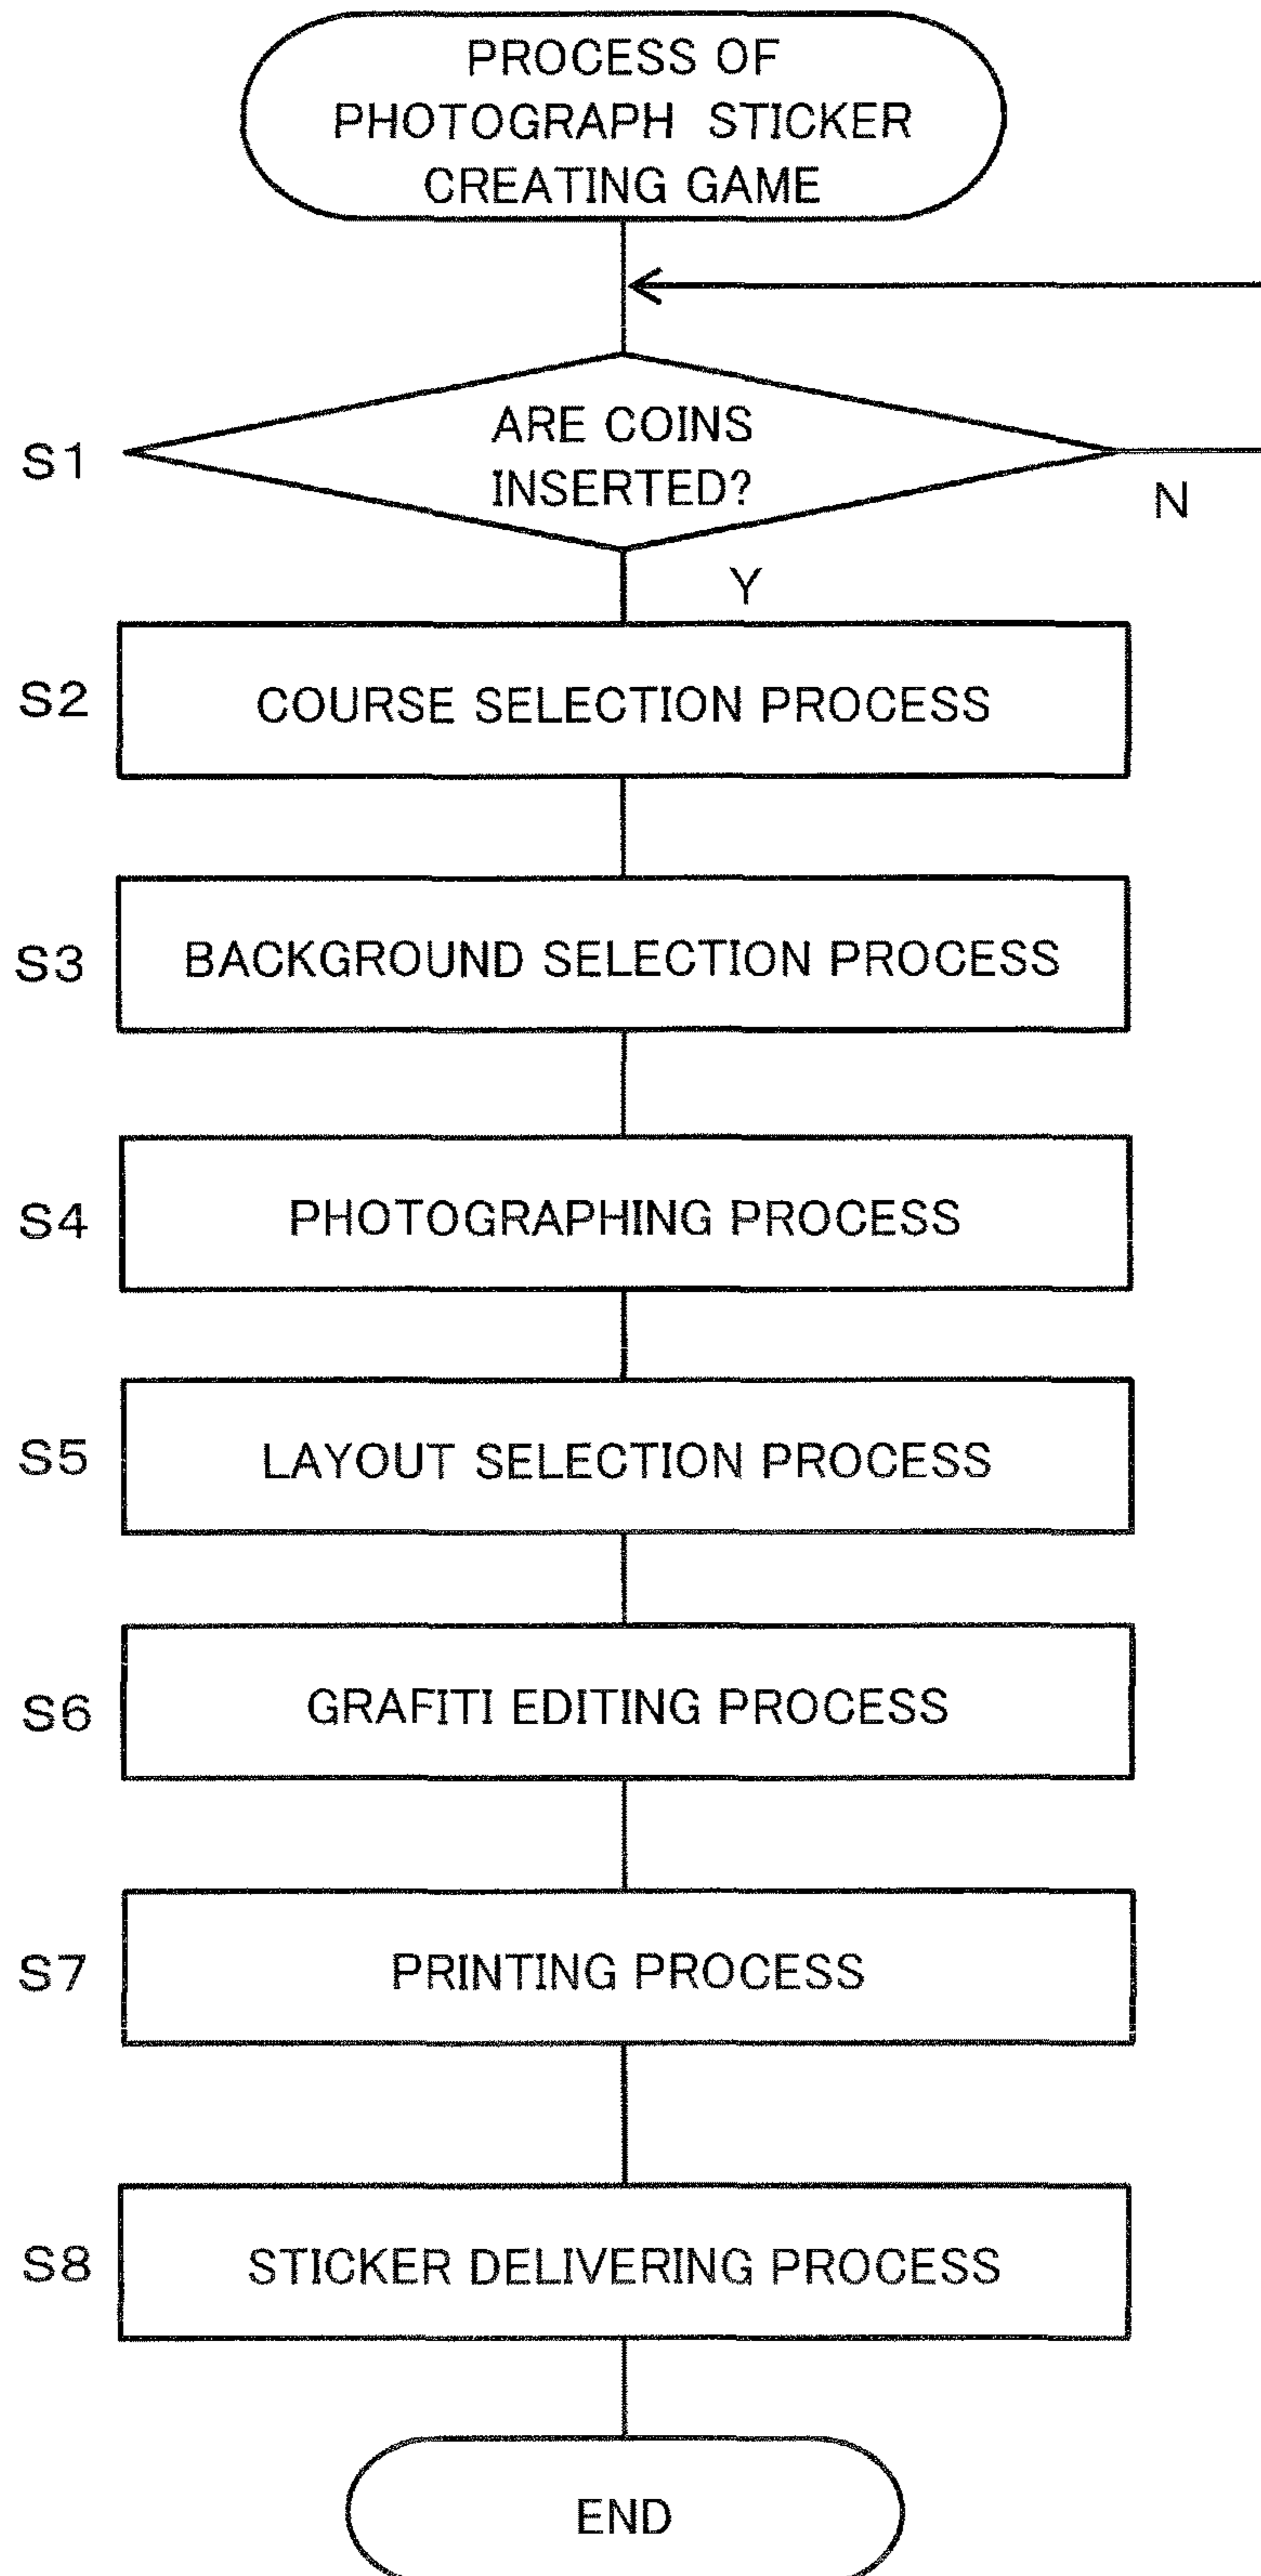 PROCESS OF
PHOTOGRAPH STICKER
CREATING GAME
S1
ARE COINS
INSERTED?
N
Y
S2
COURSE SELECTION PROCESS
S3
BACKGROUND SELECTION PROCESS
S4
PHOTOGRAPHING PROCESS
S5
LAYOUT SELECTION PROCESS
S6
GRAFITI EDITING PROCESS
S7
PRINTING PROCESS
S8
STICKER DELIVERING PROCESS
END